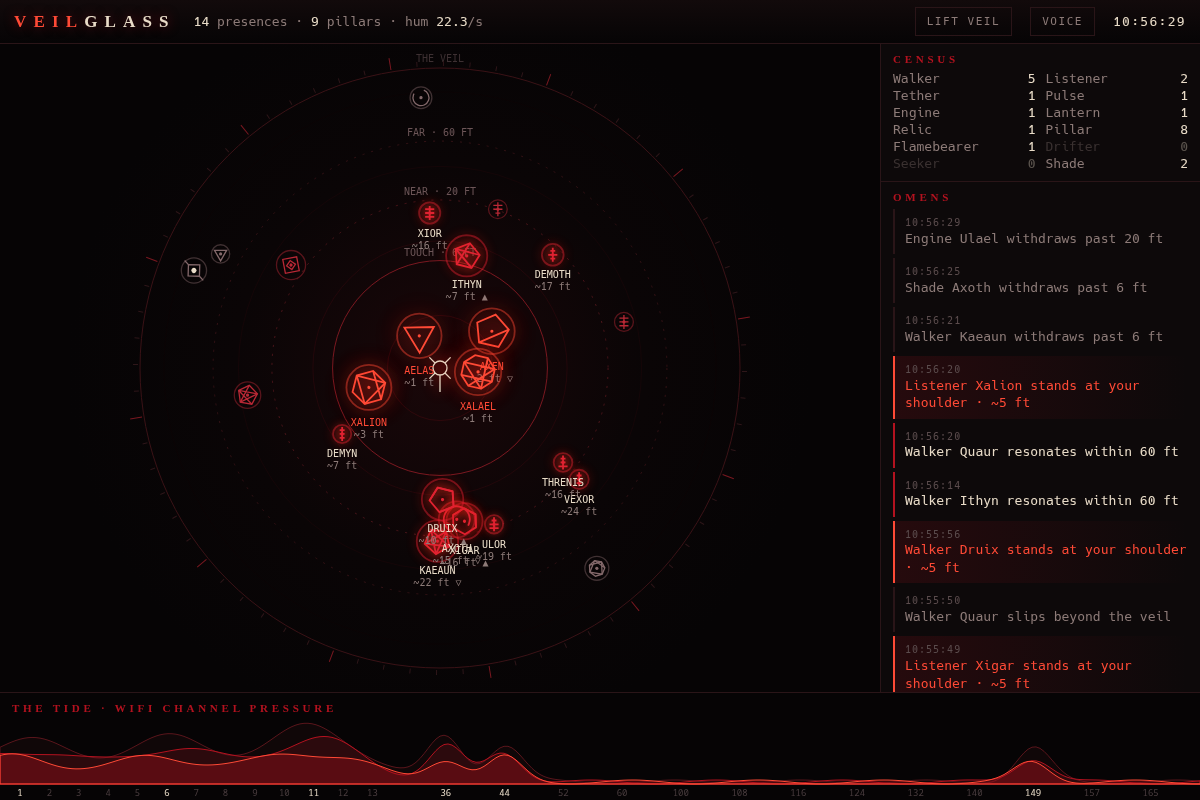 VEILGLASS
14 presences · 9 pillars · hum 22.3/s
LIFT VEIL
VOICE
10:56:29
THE VEIL
FAR · 60 FT
NEAR · 20 FT
XIOR
~16 ft
ITHYN
~7 ft ▲
DEMOTH
~17 ft
AELAS
~1 ft
XALAEL
~1 ft
XALION
~3 ft
DEMYN
~7 ft
THRENIS
~16
VEXOR
~24 ft
DRUIX
XIGAR
ULOR
~19 ft
KAEAUN
~22 ft ▽
CENSUS
Walker 5 Listener 2
Tether 1 Pulse 1
Engine 1 Lantern 1
Relic 1 Pillar 8
Flamebearer 1 Drifter 0
Seeker 0 Shade 2
OMENS
10:56:29
Engine Ulael withdraws past 20 ft
10:56:25
Shade Axoth withdraws past 6 ft
10:56:21
Walker Kaeaun withdraws past 6 ft
10:56:20
Listener Xalion stands at your
shoulder · ~5 ft
10:56:20
Walker Quaur resonates within 60 ft
10:56:14
Walker Ithyn resonates within 60 ft
10:55:56
Walker Druix stands at your shoulder
· ~5 ft
10:55:50
Walker Quaur slips beyond the veil
10:55:49
Listener Xigar stands at your
shoulder · ~5 ft
THE TIDE · WIFI CHANNEL PRESSURE
1 2 3 4 5 6 7 8 9 10 11 12 13 36 44 52 60 100 108 116 124 132 140 149 157 165